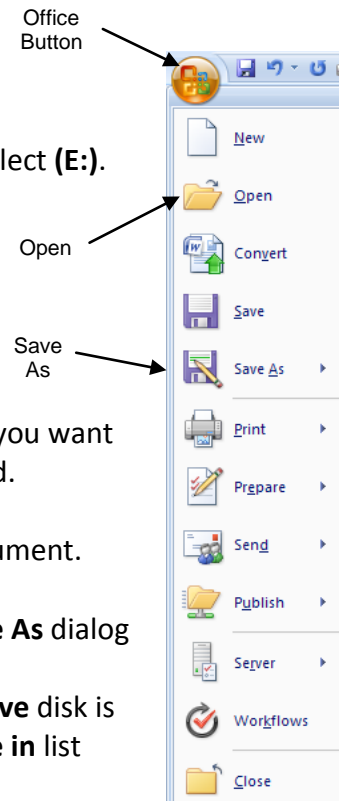 Office
Button
New
elect (E:).
Open
Open
Convert
Save
Save
As
Save As
you want
Print
d.
Prepare
ument.
Send
Publish
e As dialog
Server
ve disk is
Workflows
e in list
Close